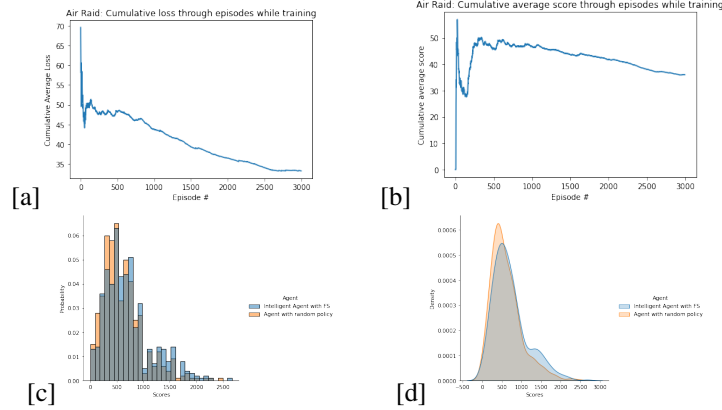 Air Raid: Cumulative loss through episodes while training
Cumulative Average Loss
70
65
60
55
50
45
40
35
0 500 1000 1500 2000 2500 3000
Episode #
[a]
Air Raid: Cumulative average score through episodes while training
Cumulative average score
50
40
30
20
10
0
0 500 1000 1500 2000 2500 3000
Episode #
[b]
Probability
0.06
0.05
0.04
0.03
0.02
0.01
0.00
0 500 1000 1500 2000 2500
Scores
Agent
Intelligent Agent with FS
Agent with random policy
[c]
Density
0.0006
0.0005
0.0004
0.0003
0.0002
0.0001
0.0000
−500 0 500 1000 1500 2000 2500 3000
Scores
Agent
Intelligent Agent with FS
Agent with random policy
[d]